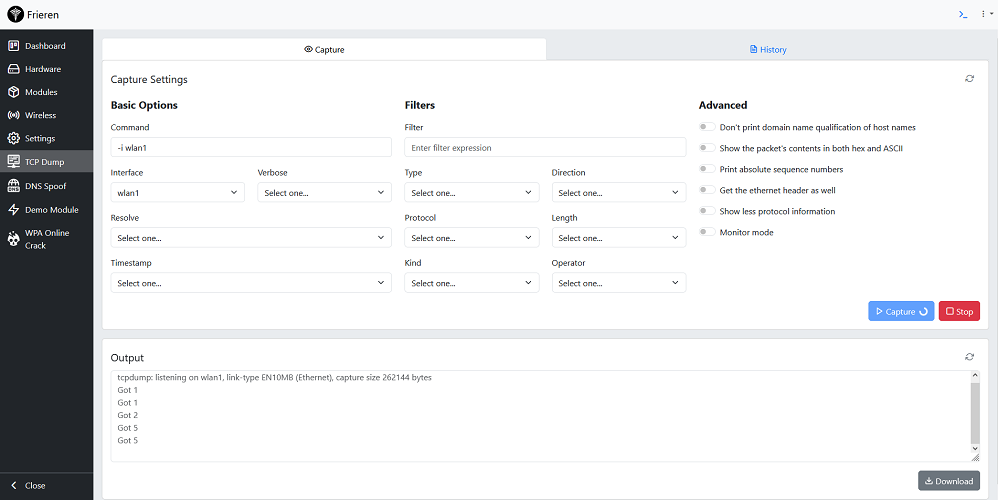 Frieren
Dashboard
Hardware
Modules
Wireless
Settings
TCP Dump
DNS Spoof
Demo Module
WPA Online
Crack
Close
Capture
History
Capture Settings
Basic Options
Command
-i wlan1
Interface
Verbose
wlan1
Select one...
Resolve
Select one...
Timestamp
Select one...
Filters
Filter
Enter filter expression
Type
Direction
Select one...
Select one...
Protocol
Length
Select one...
Select one...
Kind
Operator
Select one...
Select one...
Advanced
Don't print domain name qualification of host names
Show the packet's contents in both hex and ASCII
Print absolute sequence numbers
Get the ethernet header as well
Show less protocol information
Monitor mode
Capture
Stop
Output
tcpdump: listening on wlan1, link-type EN10MB (Ethernet), capture size 262144 bytes
Got 1
Got 1
Got 2
Got 5
Got 5
Download